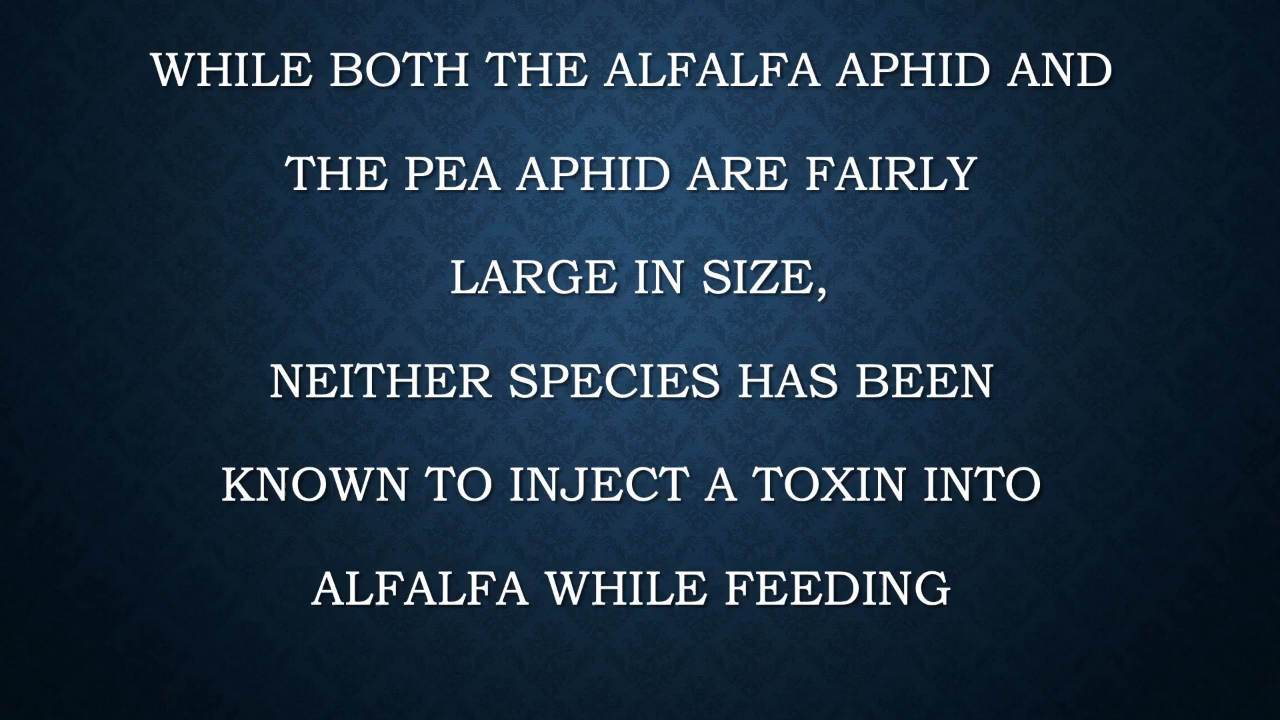 WHILE BOTH THE ALFALFA APHID AND
THE PEA APHID ARE FAIRLY
LARGE IN SIZE,
NEITHER SPECIES HAS BEEN
KNOWN TO INJECT A TOXIN INTO
ALFALFA WHILE FEEDING